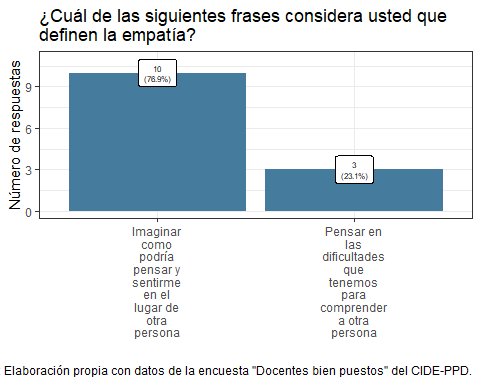 ¿Cuál de las siguientes frases considera usted que
definen la empatía?
Número de respuestas
9
6
3
0
10
(76.9%)
3
(23.1%)
Imaginar
como
podría
pensar y
sentirme
en el
lugar de
otra
persona
Pensar en
las
dificultades
que
tenemos
para
comprender
a otra
persona
Elaboración propia con datos de la encuesta "Docentes bien puestos" del CIDE-PPD.